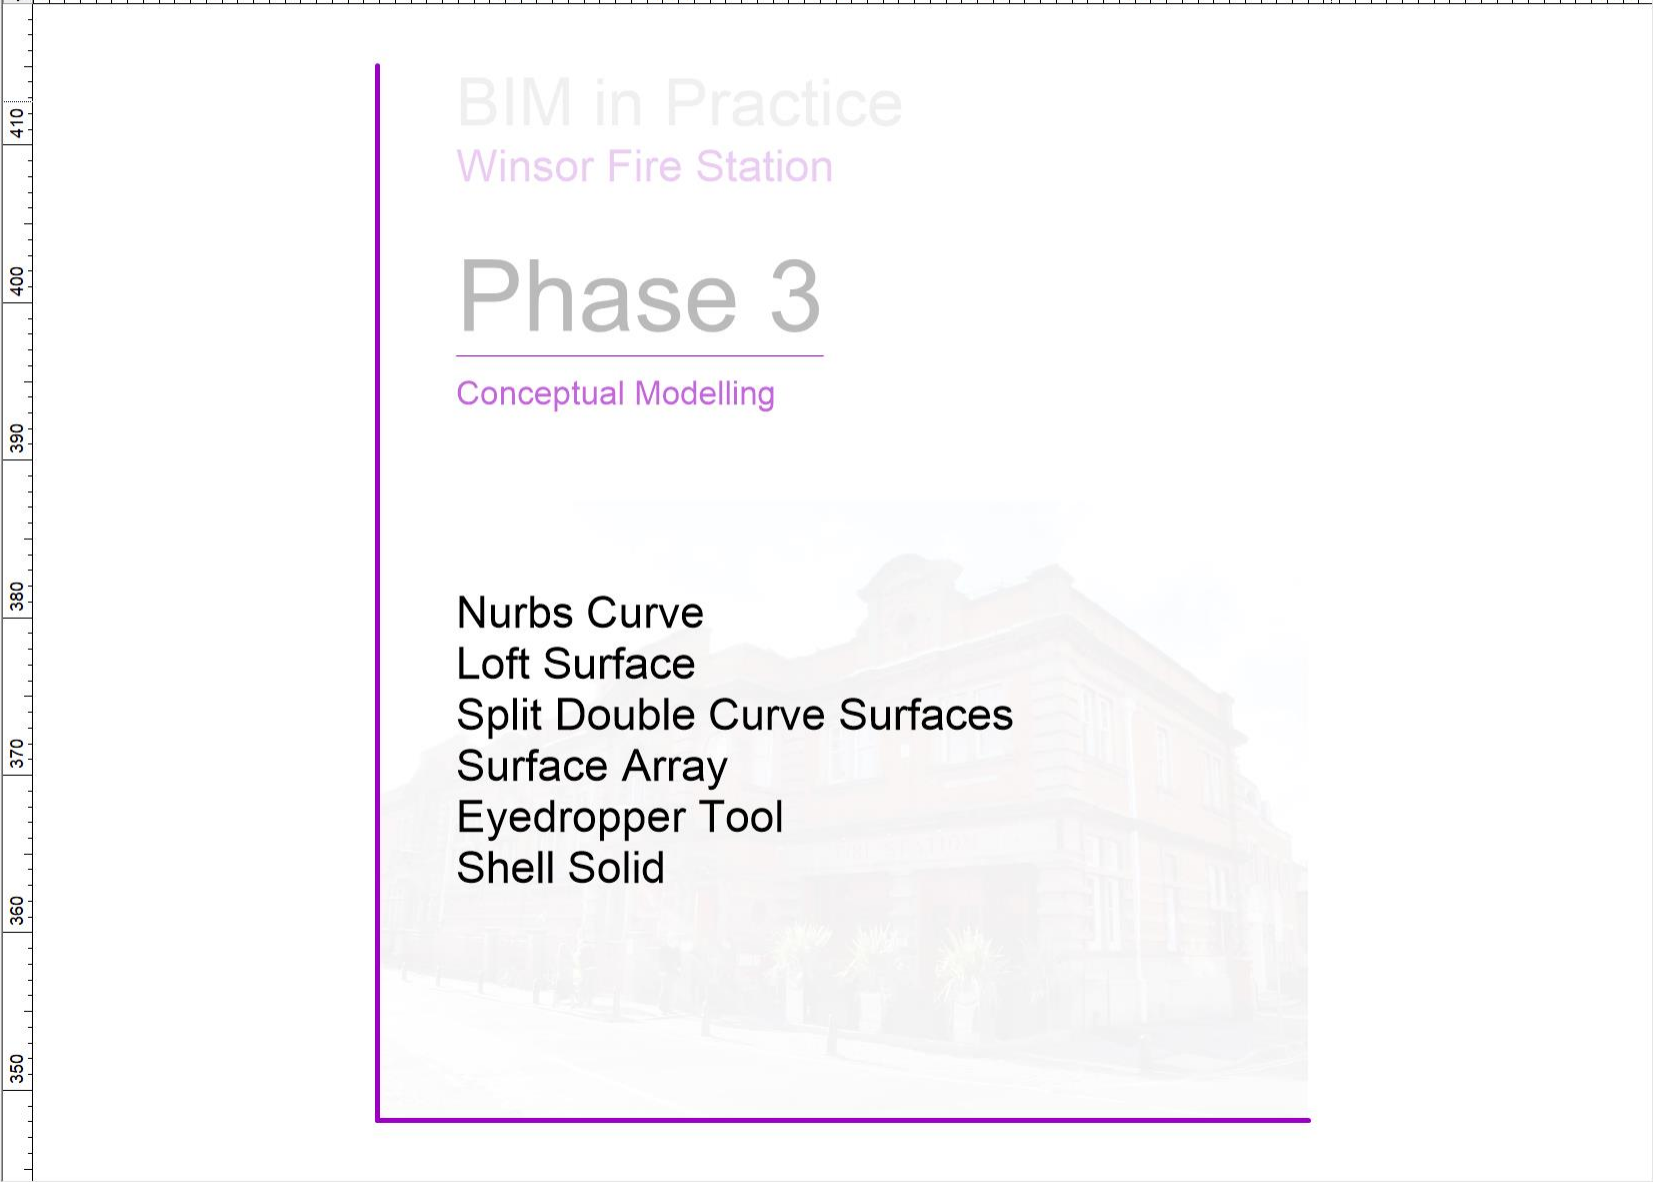 BIM in Practice
Winsor Fire Station
Phase 3
Conceptual Modelling
Nurbs Curve
Loft Surface
Split Double Curve Surfaces
Surface Array
Eyedropper Tool
Shell Solid
410
400
390
380
370
360
350